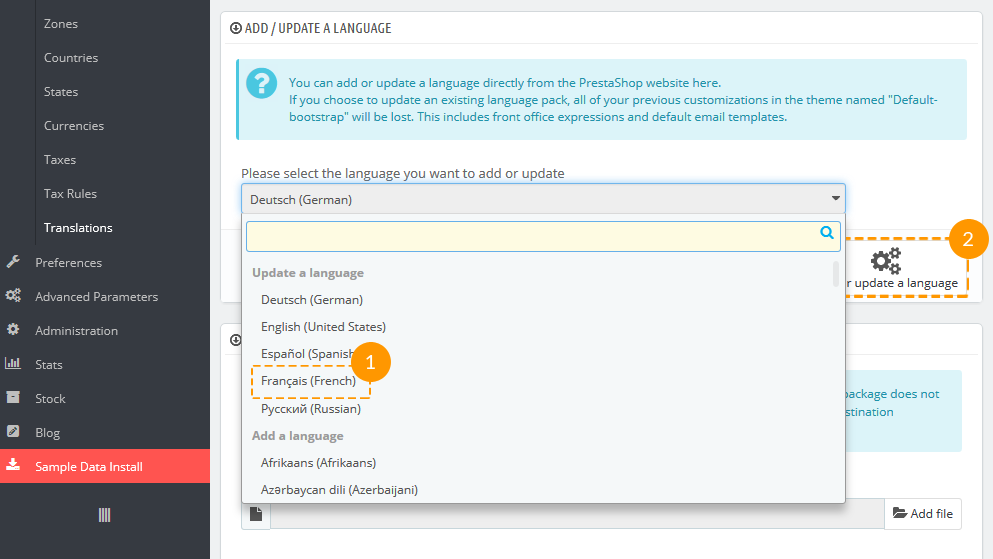 Zones
Countries
States
Currencies
Taxes
Tax Rules
Translations
Preferences
Advanced Parameters
Administration
Stats
Stock
Blog
Sample Data Install
ADD / UPDATE A LANGUAGE
You can add or update a language directly from the PrestaShop website here.
If you choose to update an existing language pack, all of your previous customizations in the theme named "Default-
bootstrap" will be lost. This includes front office expressions and default email templates.
Please select the language you want to add or update
Deutsch (German)
Update a language
Deutsch (German)
English (United States)
Español (Spanish
1
Français (French)
Русский (Russian)
Add a language
Afrikaans (Afrikaans)
Azərbaycan dili (Azerbaijani)
2
r update a language
package does not
stination
Add file